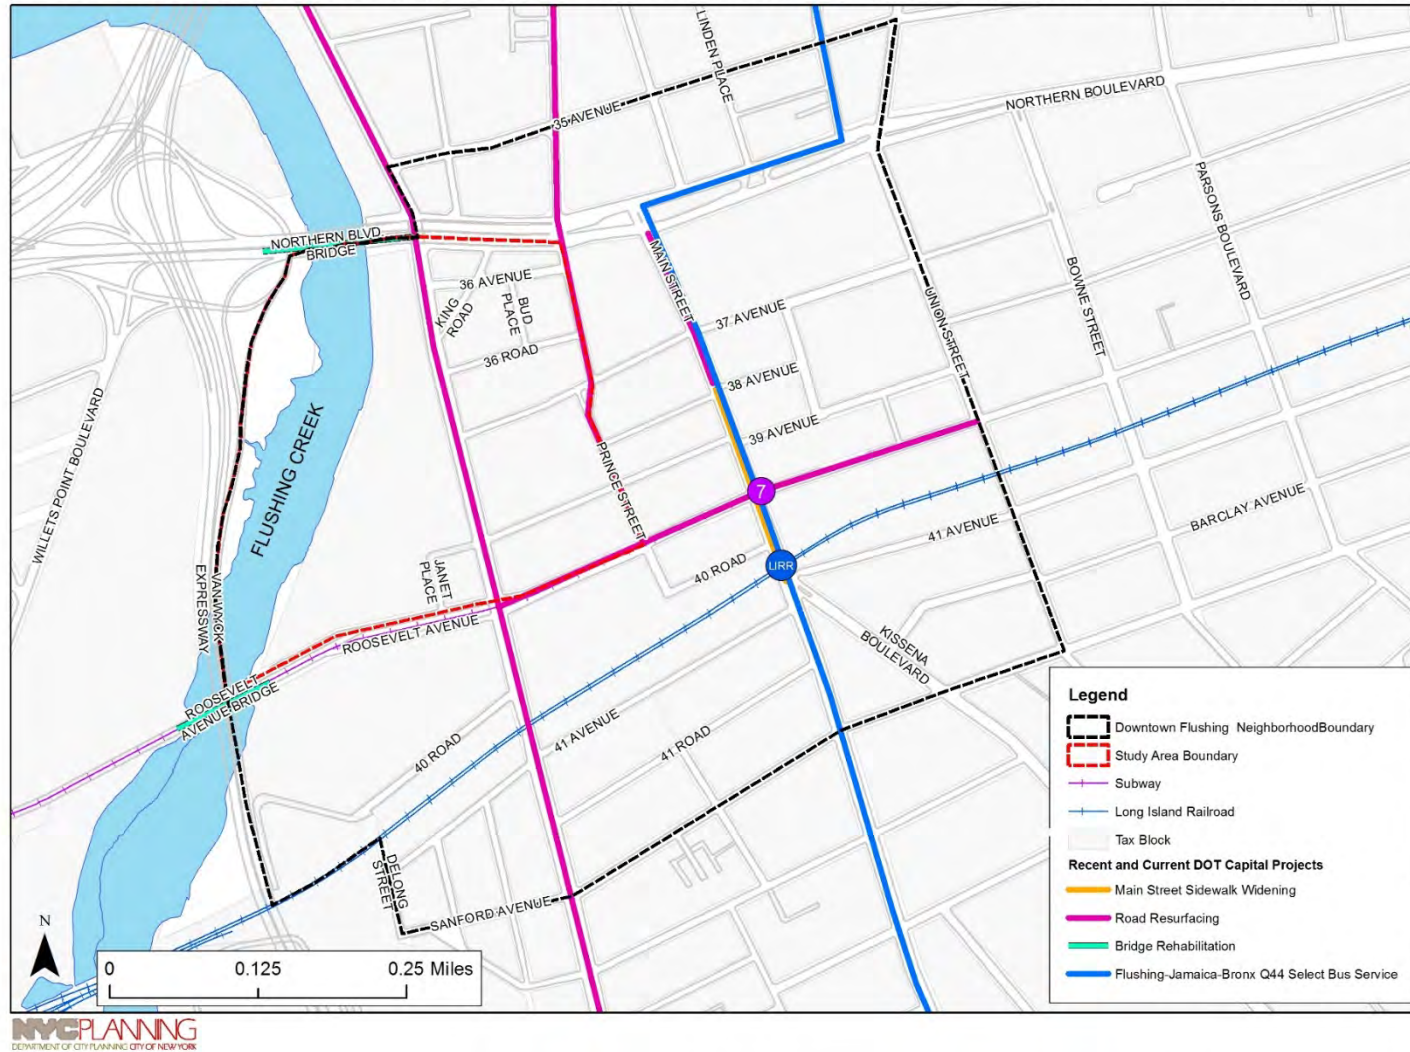 LINDEN PLACE
35 AVENUE
NORTHERN BOULEVARD
PARSONS BOULEVARD
NORTHERN BLVD.
BRIDGE
MAIN STREET
36 AVENUE
KING
ROAD
BUD
PLACE
36 ROAD
37 AVENUE
UNION STREET
BOWNE STREET
38 AVENUE
39 AVENUE
WILLETS POINT BOULEVARD
FLUSHING CREEK
PRINCE STREET
7
BARCLAY AVENUE
41 AVENUE
VAN WYCK
EXPRESSWAY
JANET
PLACE
40 ROAD
LIRR
ROOSEVELT AVENUE
KISSENA
BOULEVARD
ROOSEVELT
AVENUE BRIDGE
40 ROAD
41 AVENUE
41 ROAD
DELONG
STREET
SANFORD AVENUE
N
0 0.125 0.25 Miles
Legend
Downtown Flushing NeighborhoodBoundary
Study Area Boundary
Subway
Long Island Railroad
Tax Block
Recent and Current DOT Capital Projects
Main Street Sidewalk Widening
Road Resurfacing
Bridge Rehabilitation
Flushing-Jamaica-Bronx Q44 Select Bus Service
NYCPLANNING
DEPARTMENT OF CITY PLANNING CITY OF NEW YORK